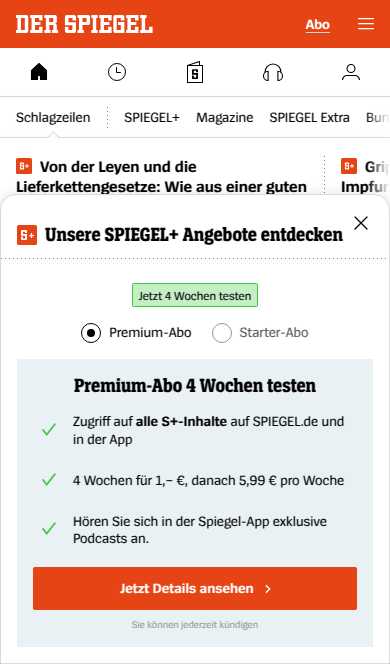 DER SPIEGEL
Abo
Schlagzeilen
SPIEGEL+
Magazine
SPIEGEL Extra
Bun
S+ Von der Leyen und die
Lieferkettengesetze: Wie aus einer guten
S+ Grip
Impfun
S+ Unsere SPIEGEL+ Angebote entdecken
Jetzt 4 Wochen testen
Premium-Abo
Starter-Abo
Premium-Abo 4 Wochen testen
Zugriff auf alle S+-Inhalte auf SPIEGEL.de und
in der App
4 Wochen für 1,– €, danach 5,99 € pro Woche
Hören Sie sich in der Spiegel-App exklusive
Podcasts an.
Jetzt Details ansehen
Sie können jederzeit kündigen